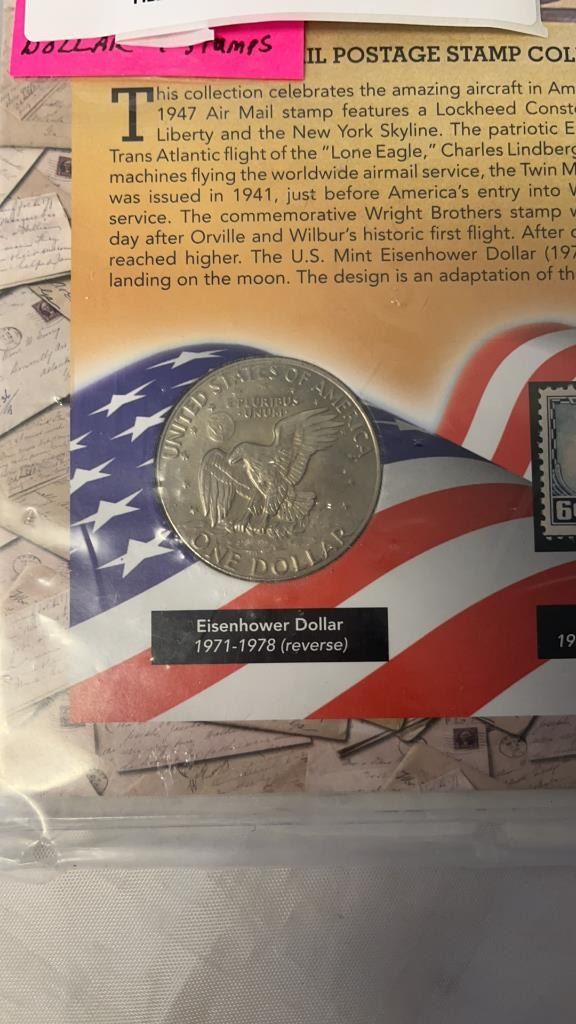 DOLLAR & Stamps
IL POSTAGE STAMP COL
This collection celebrates the amazing aircraft in Am
1947 Air Mail stamp features a Lockheed Conste
Liberty and the New York Skyline. The patriotic E
Trans Atlantic flight of the "Lone Eagle," Charles Lindberg
machines flying the worldwide airmail service, the Twin M
was issued in 1941, just before America's entry into W
service. The commemorative Wright Brothers stamp w
day after Orville and Wilbur's historic first flight. After
reached higher. The U.S. Mint Eisenhower Dollar (197
landing on the moon. The design is an adaptation of th
UNITED STATES OF AMERICA
E PLURIBUS
UNUM
ONE DOLLAR
6
Eisenhower Dollar
1971-1978 (reverse)
19